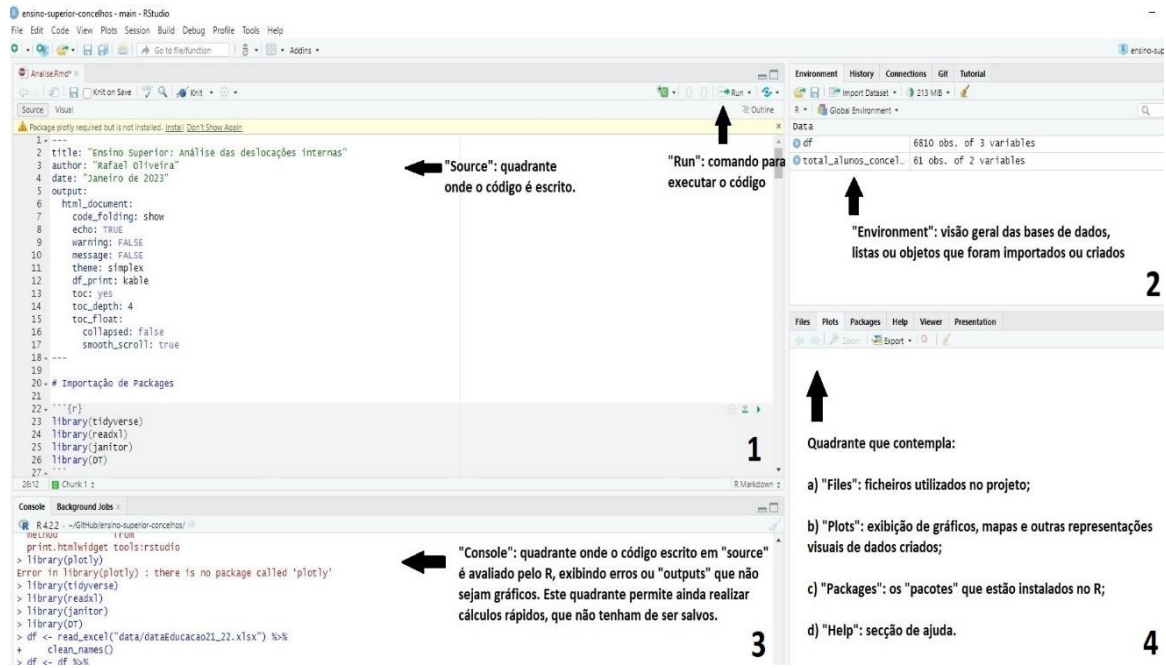 ensino-superior-concelhos - main - RStudio
File Edit Code View Plots Session Build Debug Profile Tools Help
Go to file/function Addins
ensino-sup
Analise.Rmd*
Knit on Save Knit Run
Source Visual Outline
Package plotly required but is not installed. Install Don't Show Again
1 ---
2 title: "Ensino Superior: Análise das deslocações internas"
3 author: "Rafael Oliveira"
4 date: "Janeiro de 2023"
5 output:
6 html_document:
7 code_folding: show
8 echo: TRUE
9 warning: FALSE
10 message: FALSE
11 theme: simplex
12 df_print: kable
13 toc: yes
14 toc_depth: 4
15 toc_float:
16 collapsed: false
17 smooth_scroll: true
18 ---
19
20 # Importação de Packages
21
22 ```{r}
23 library(tidyverse)
24 library(readxl)
25 library(janitor)
26 library(DT)
27 ```
"Source": quadrante
onde o código é escrito.
"Run": comando para
executar o código
1
26:12 Chunk 1 R Markdown
Environment History Connections Git Tutorial
Import Dataset 213 MiB
R Global Environment
Data
df 6810 obs. of 3 variables
total_alunos_concel… 61 obs. of 2 variables
"Environment": visão geral das bases de dados,
listas ou objetos que foram importados ou criados
2
Console Background Jobs
R 4.2.2 · ~/GitHub/ensino-superior-concelhos/
method from
print.htmlwidget tools:rstudio
> library(plotly)
Error in library(plotly) : there is no package called 'plotly'
> library(tidyverse)
> library(readxl)
> library(janitor)
> library(DT)
> df <- read_excel("data/dataEducacao21_22.xlsx") %>%
+ clean_names()
> df <- df %>%
"Console": quadrante onde o código escrito em "source"
é avaliado pelo R, exibindo erros ou "outputs" que não
sejam gráficos. Este quadrante permite ainda realizar
cálculos rápidos, que não tenham de ser salvos.
3
Files Plots Packages Help Viewer Presentation
Zoom Export
Quadrante que contempla:
a) "Files": ficheiros utilizados no projeto;
b) "Plots": exibição de gráficos, mapas e outras representações
visuais de dados criados;
c) "Packages": os "pacotes" que estão instalados no R;
d) "Help": secção de ajuda.
4